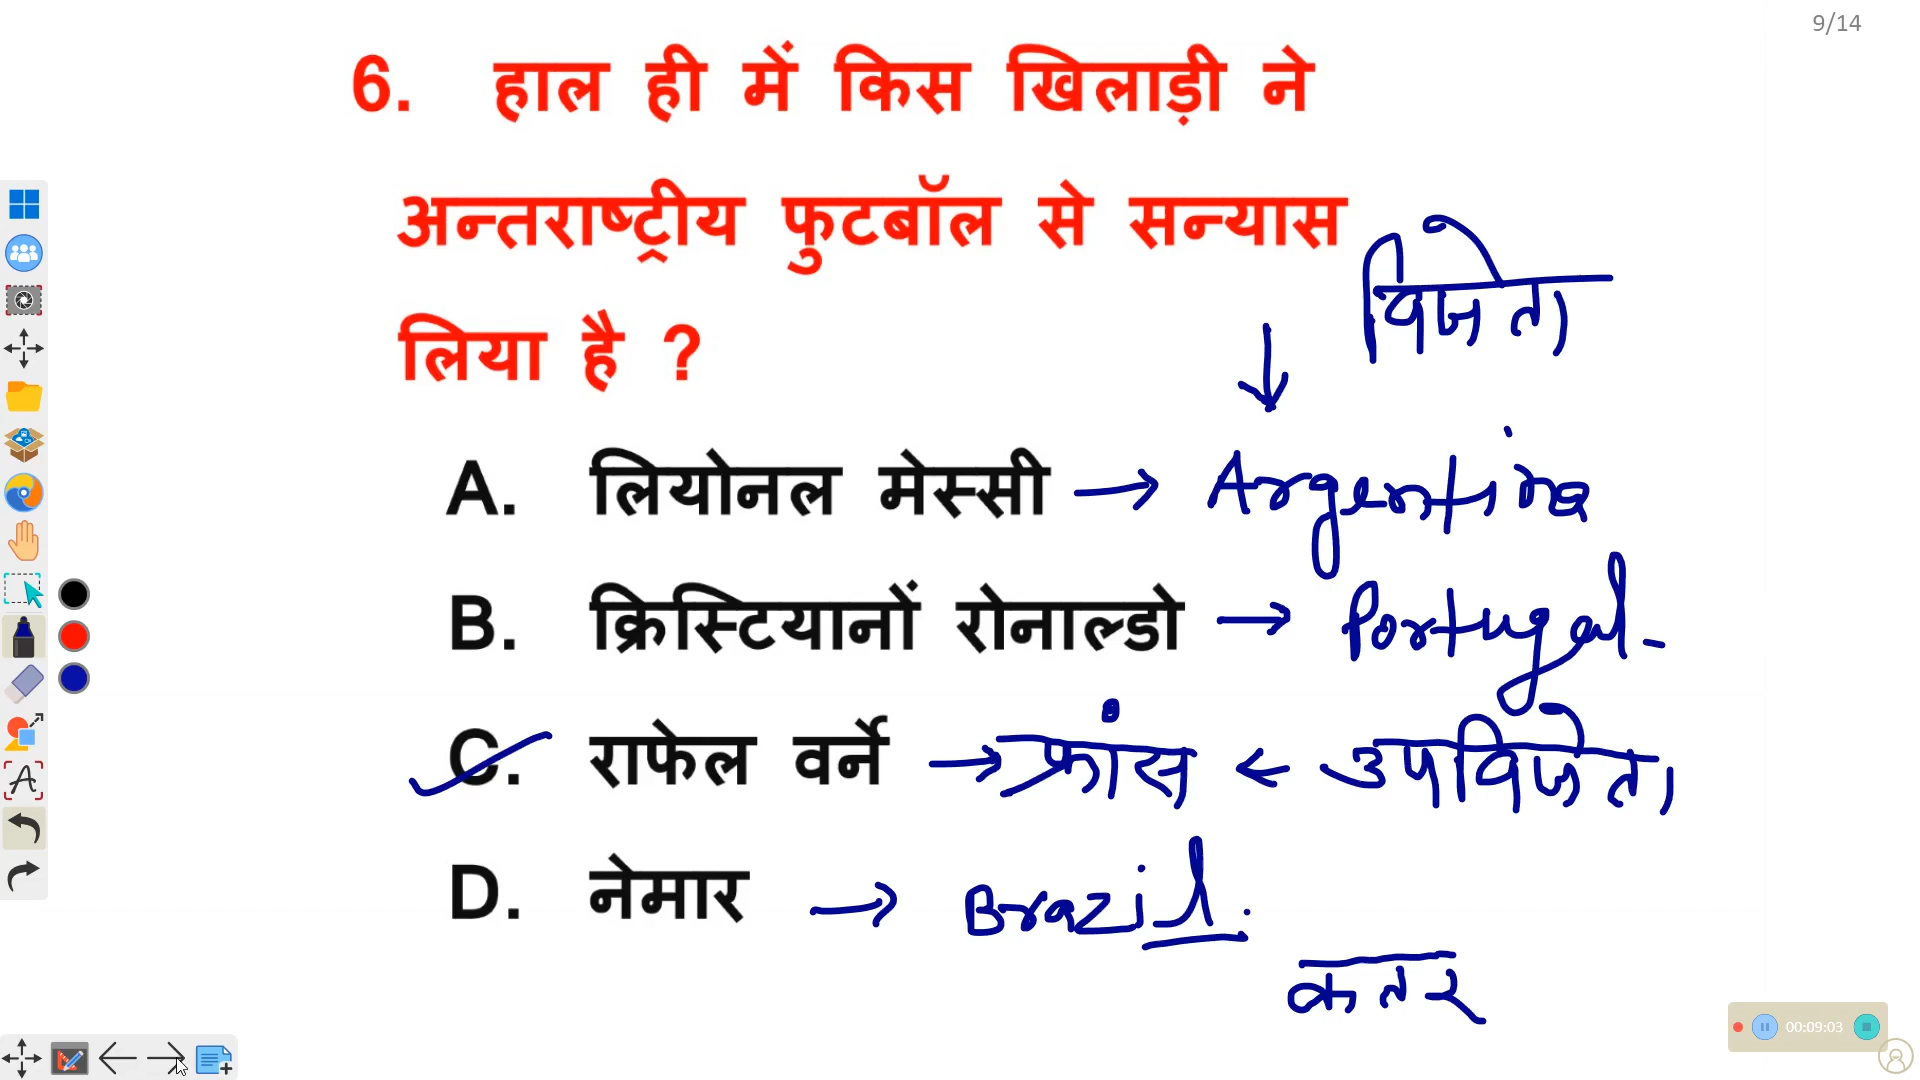 9/14
6. हाल ही में किस खिलाड़ी ने
अन्तराष्ट्रीय फुटबॉल से सन्यास
लिया है ?
विजेता
A. लियोनल मेस्सी → Argentina
B. क्रिस्टियानों रोनाल्डो → Portugal
C. राफेल वर्ने → फ्रांस ← उपविजेता
D. नेमार → Brazil.
कतर
00:09:03